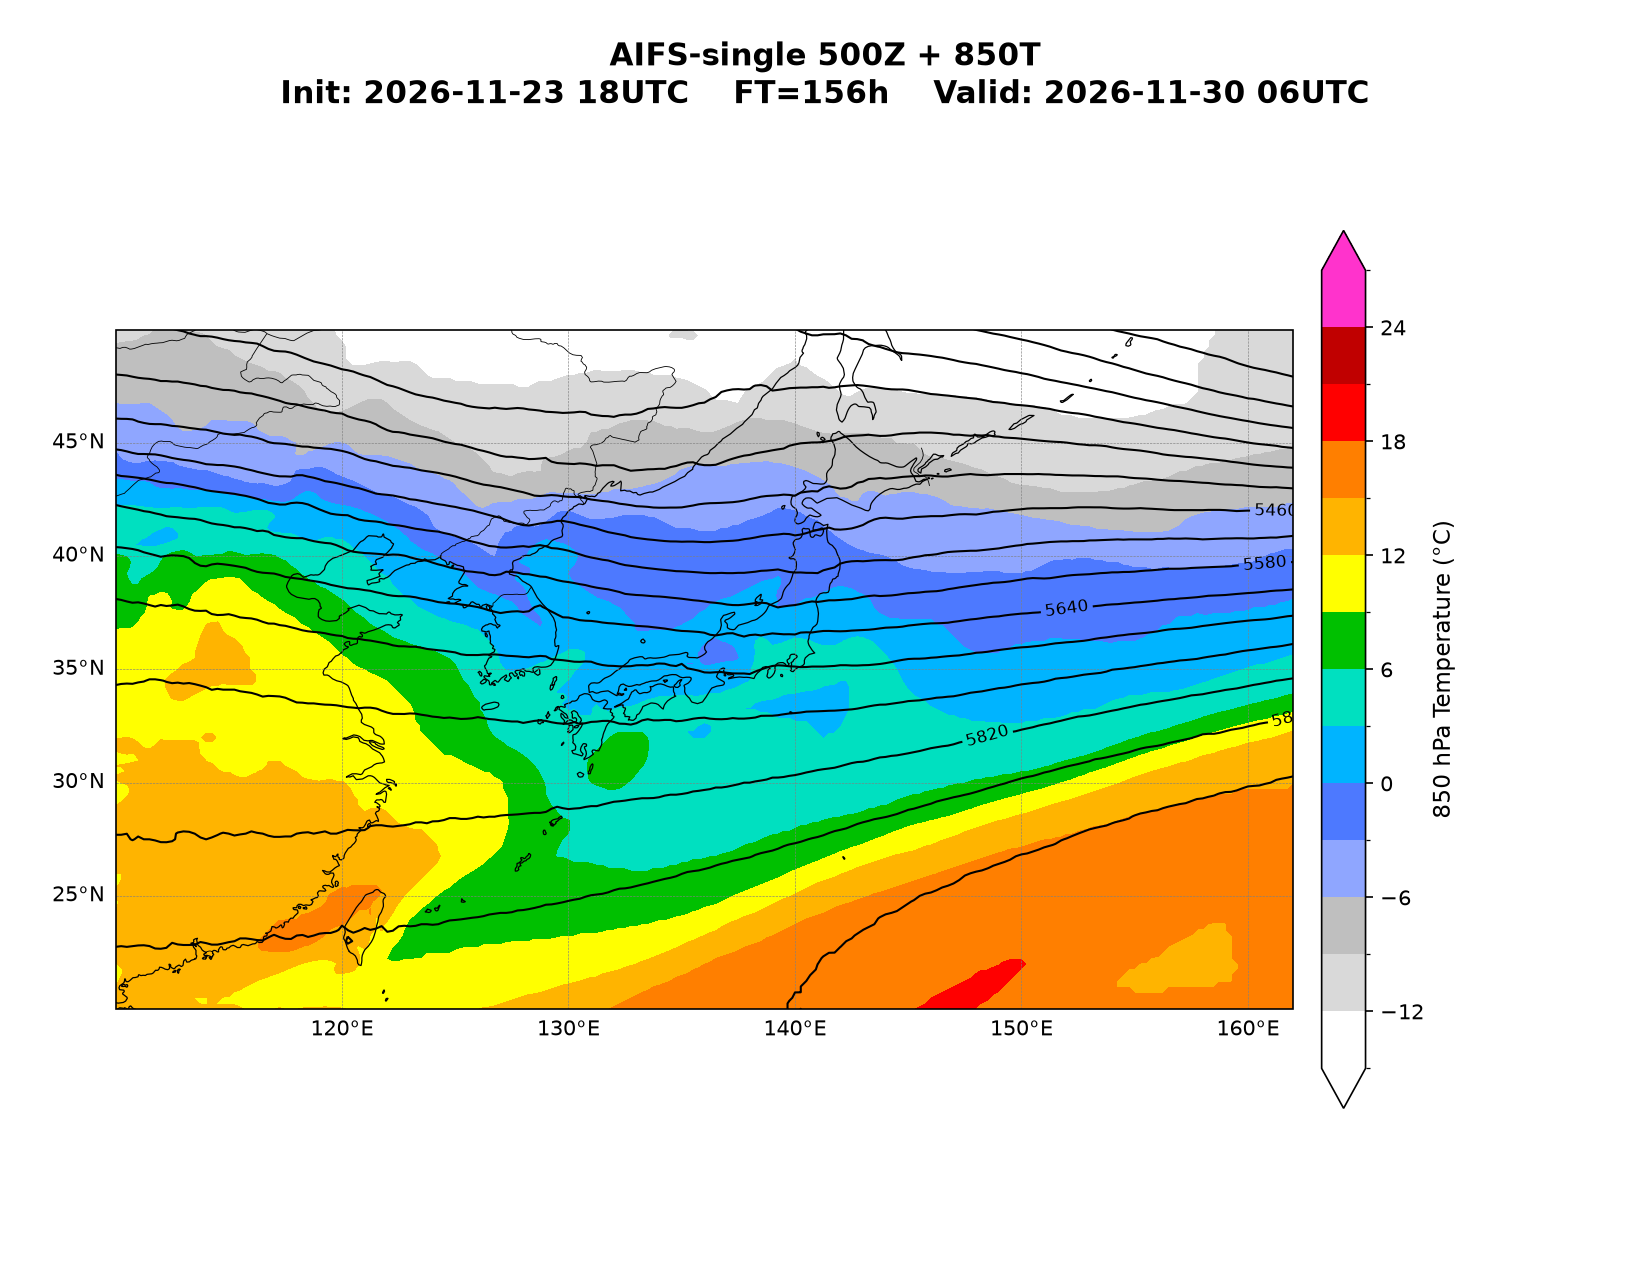 AIFS-single 500Z + 850T
Init: 2026-11-23 18UTC    FT=156h    Valid: 2026-11-30 06UTC
24
18
12
6
0
−6
−12
850 hPa Temperature (°C)
45°N
40°N
35°N
30°N
25°N
5460
5580
5640
5820
58
120°E
130°E
140°E
150°E
160°E